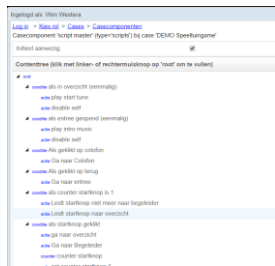 Ingelogd als: Wim Westera
Log in > Kies rol > Cases > Casecomponenten
Casecomponent 'script master' (type='scripts') bij case 'DEMO Speeltuingame'
Initieel aanwezig:
Contenttree (klik met linker- of rechtermuisknop op 'root' om te vullen)
root
conditie als in overzicht (eenmalig)
actie play start tune
actie disable self
conditie als entree geopend (eenmalig)
actie play intro music
actie disable self
conditie Als geklikt op colofon
actie Ga naar Colofon
conditie Als geklikt op terug
actie Ga naar entree
conditie als counter startknop is 1
actie Leidt startknop niet meer naar begeleider
actie Leidt startknop naar overzicht
conditie als startknop geklikt
actie ga naar overzicht
actie Ga naar Begeleider
conditie counter startknop